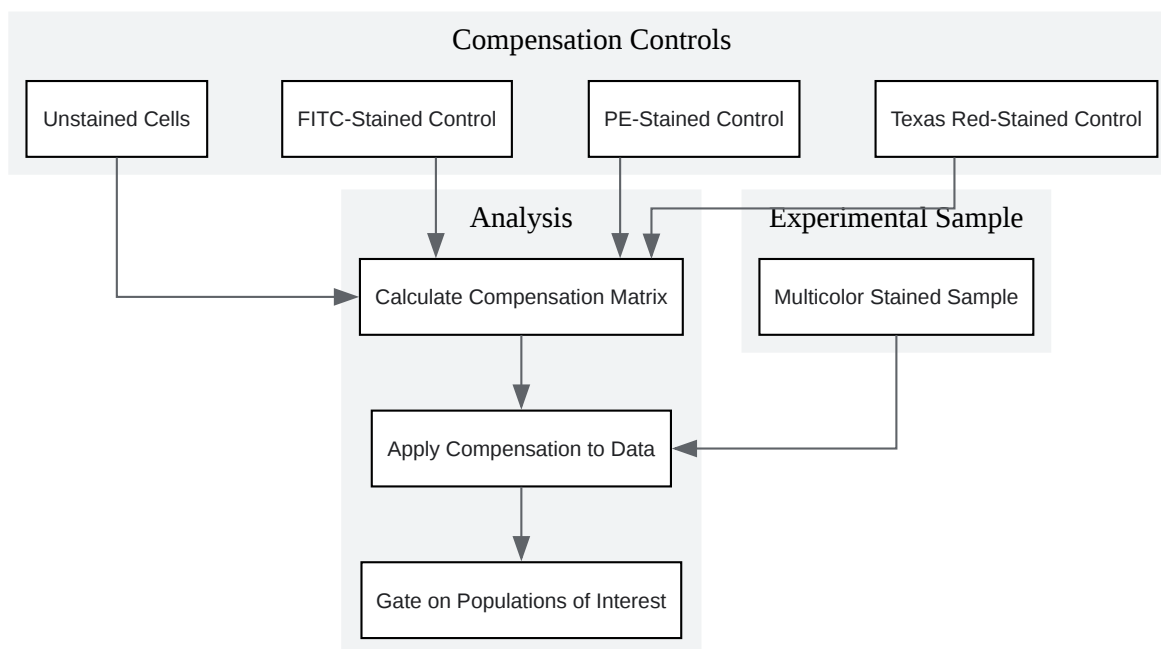 Compensation Controls
Unstained Cells
FITC-Stained Control
PE-Stained Control
Texas Red-Stained Control
Analysis
Experimental Sample
Calculate Compensation Matrix
Multicolor Stained Sample
Apply Compensation to Data
Gate on Populations of Interest